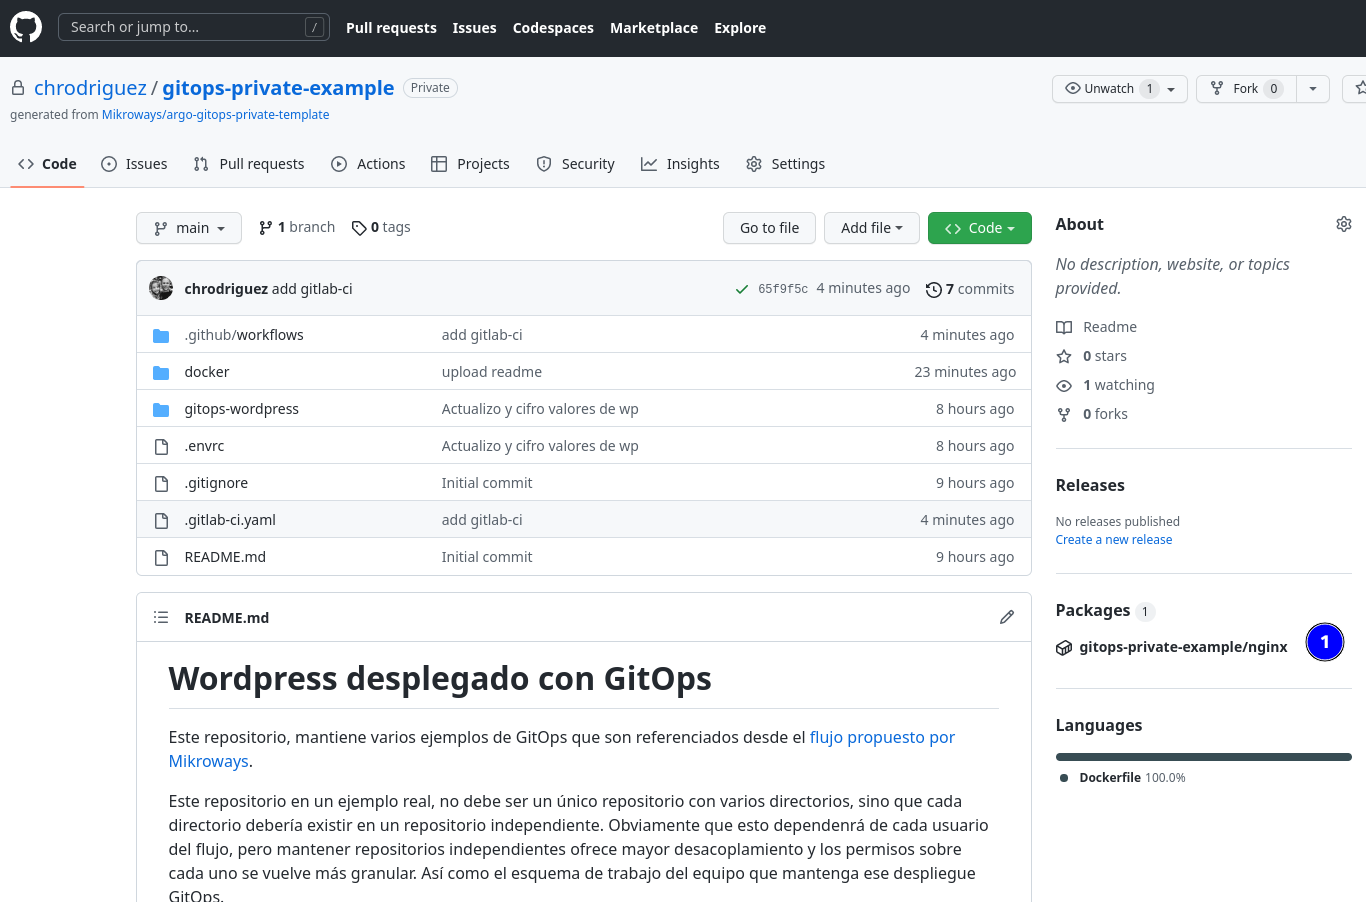 Search or jump to... /
Pull requests Issues Codespaces Marketplace Explore
chrodriguez / gitops-private-example Private
generated from Mikroways/argo-gitops-private-template
Unwatch 1
Fork 0
Code Issues Pull requests Actions Projects Security Insights Settings
main 1 branch 0 tags Go to file Add file Code
chrodriguez add gitlab-ci 65f9f5c 4 minutes ago 7 commits
.github/workflows add gitlab-ci 4 minutes ago
docker upload readme 23 minutes ago
gitops-wordpress Actualizo y cifro valores de wp 8 hours ago
.envrc Actualizo y cifro valores de wp 8 hours ago
.gitignore Initial commit 9 hours ago
.gitlab-ci.yaml add gitlab-ci 4 minutes ago
README.md Initial commit 9 hours ago
README.md
Wordpress desplegado con GitOps
Este repositorio, mantiene varios ejemplos de GitOps que son referenciados desde el flujo propuesto por
Mikroways.
Este repositorio en un ejemplo real, no debe ser un único repositorio con varios directorios, sino que cada
directorio debería existir en un repositorio independiente. Obviamente que esto dependenrá de cada usuario
del flujo, pero mantener repositorios independientes ofrece mayor desacoplamiento y los permisos sobre
cada uno se vuelve más granular. Así como el esquema de trabajo del equipo que mantenga ese despliegue
GitOps.
About
No description, website, or topics
provided.
Readme
0 stars
1 watching
0 forks
Releases
No releases published
Create a new release
Packages 1
gitops-private-example/nginx 1
Languages
Dockerfile 100.0%